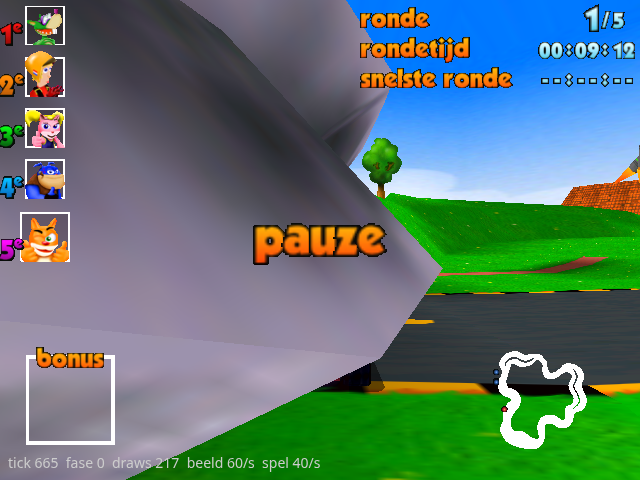 1e
ronde 1/5
2e
rondetijd 00:09:12
snelste ronde --:--:--
3e
4e
5e
pauze
bonus
tick 665 fase 0 draws 217 beeld 60/s spel 40/s